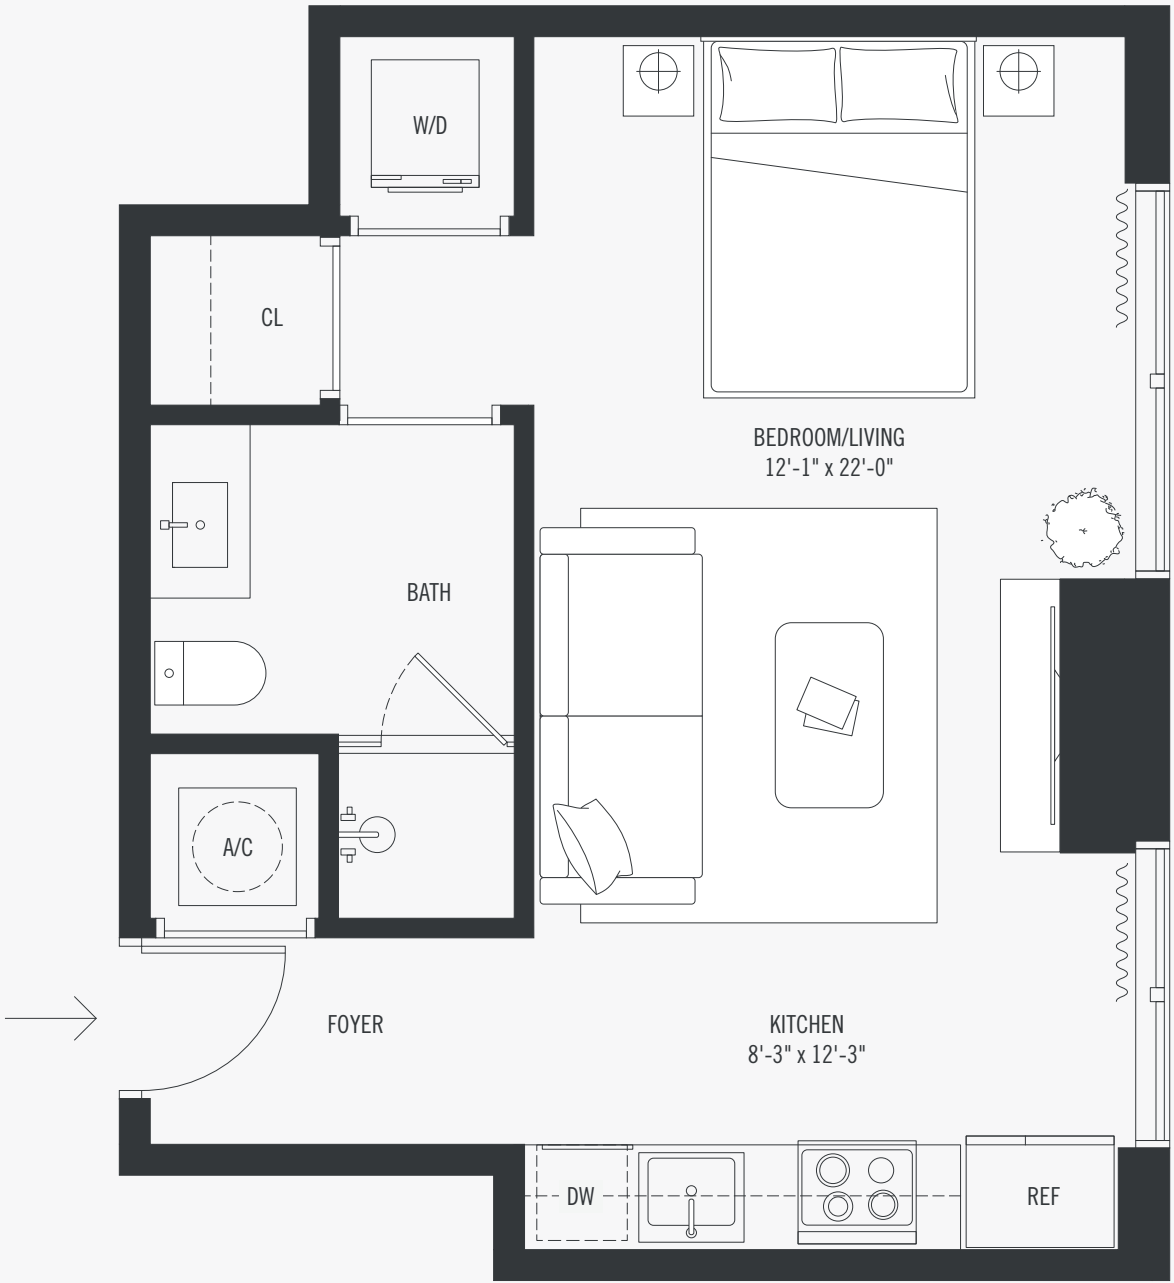 W/D
CL
BEDROOM/LIVING
12'-1" x 22'-0"
BATH
A/C
FOYER
KITCHEN
8'-3" x 12'-3"
DW
REF